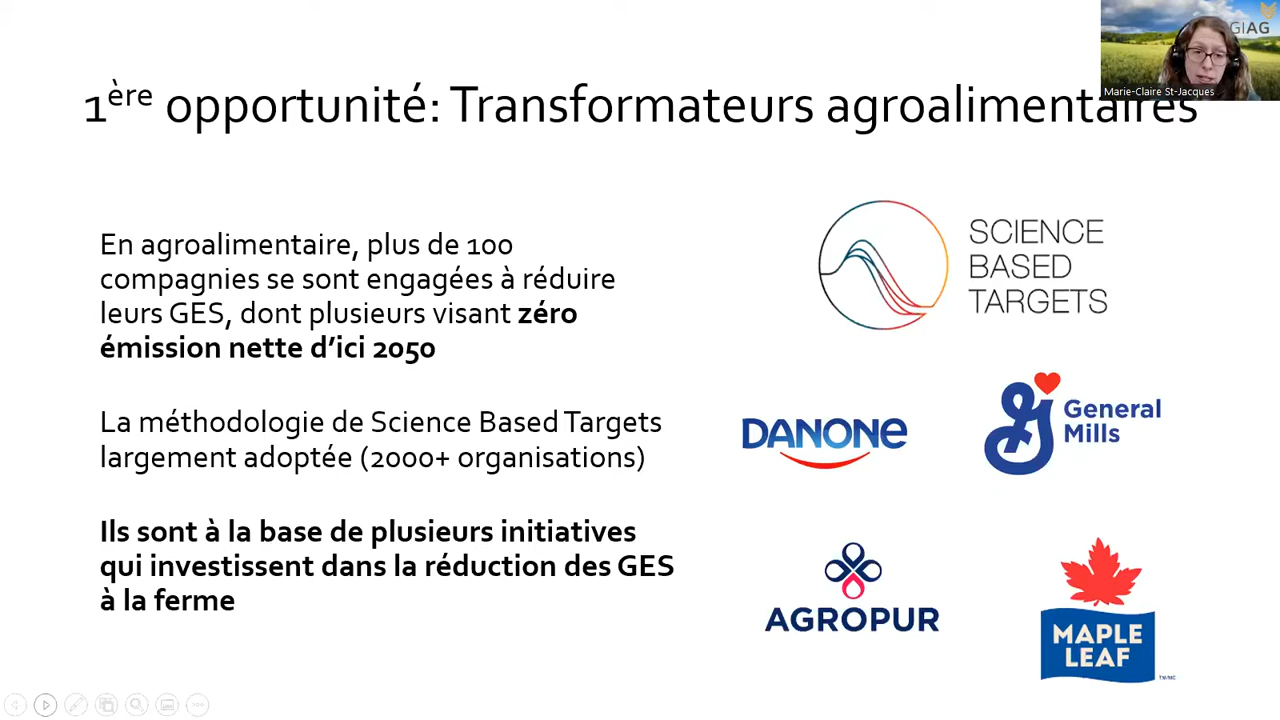 GIAG
Marie-Claire St-Jacques
1ère opportunité: Transformateurs agroalimentaires
En agroalimentaire, plus de 100
compagnies se sont engagées à réduire
leurs GES, dont plusieurs visant zéro
émission nette d’ici 2050
La méthodologie de Science Based Targets
largement adoptée (2000+ organisations)
Ils sont à la base de plusieurs initiatives
qui investissent dans la réduction des GES
à la ferme
SCIENCE
BASED
TARGETS
DANONE
General
Mills
AGROPUR
MAPLE
LEAF